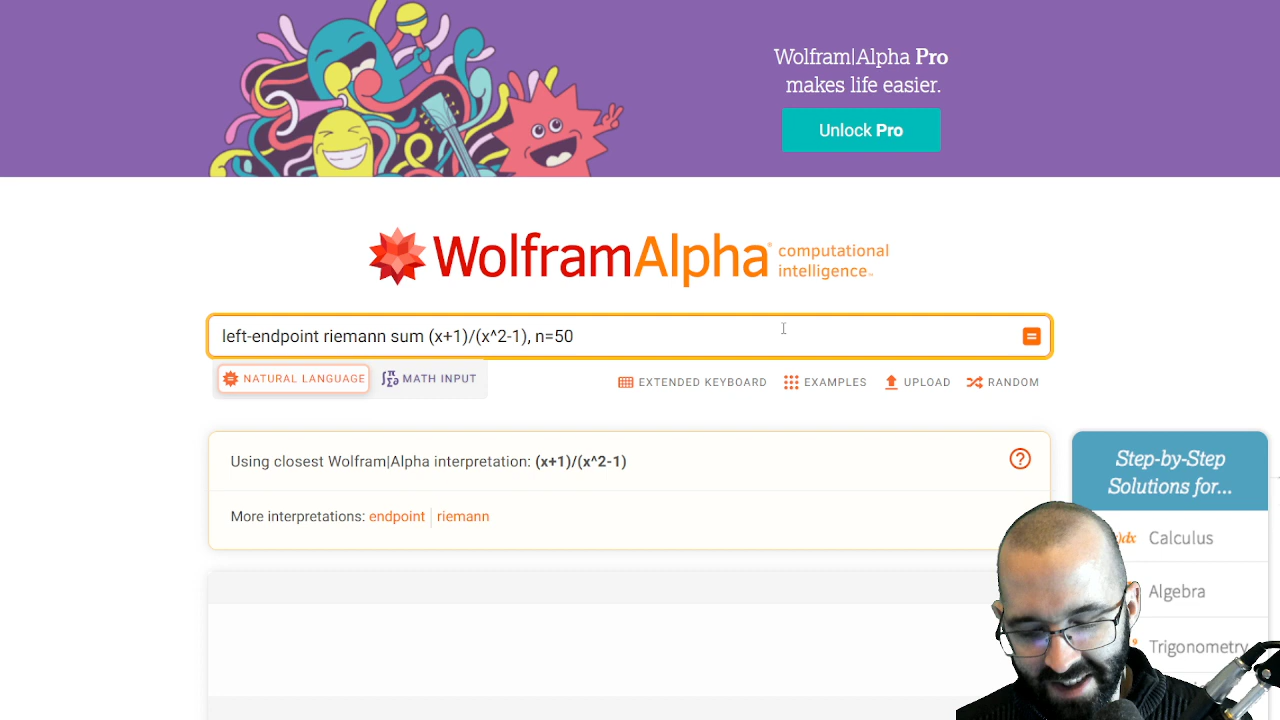 Wolfram|Alpha Pro
makes life easier.
Unlock Pro
WolframAlpha computational intelligence
left-endpoint riemann sum (x+1)/(x^2-1), n=50
NATURAL LANGUAGE MATH INPUT EXTENDED KEYBOARD EXAMPLES UPLOAD RANDOM
Using closest Wolfram|Alpha interpretation: (x+1)/(x^2-1)
More interpretations: endpoint | riemann
Step-by-Step
Solutions for...
Calculus
Algebra
Trigonometry